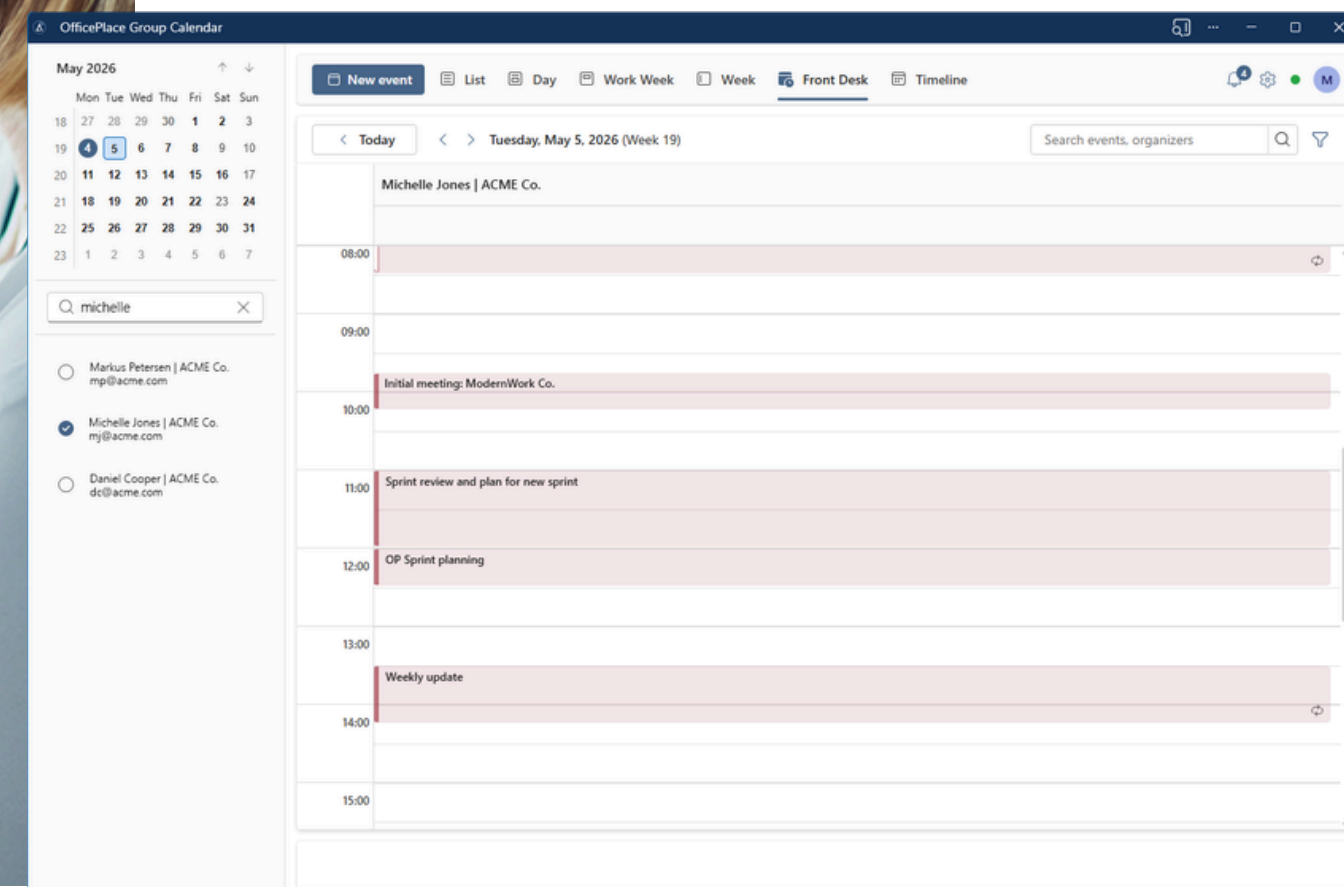 OfficePlace Group Calendar
May 2026
Mon Tue Wed Thu Fri Sat Sun
18 27 28 29 30 1 2 3
19 4 5 6 7 8 9 10
20 11 12 13 14 15 16 17
21 18 19 20 21 22 23 24
22 25 26 27 28 29 30 31
23 1 2 3 4 5 6 7
michelle
Markus Petersen | ACME Co.
mp@acme.com
Michelle Jones | ACME Co.
mj@acme.com
Daniel Cooper | ACME Co.
dc@acme.com
New event List Day Work Week Week Front Desk Timeline 4 M
Today Tuesday, May 5, 2026 (Week 19) Search events, organizers
Michelle Jones | ACME Co.
08:00
09:00
Initial meeting: ModernWork Co.
10:00
Sprint review and plan for new sprint
11:00
OP Sprint planning
12:00
13:00
Weekly update
14:00
15:00